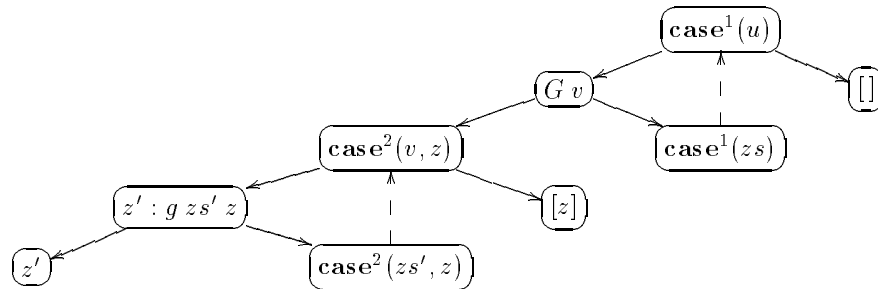 case¹(u)
G v
[]
case²(v, z)
case¹(zs)
z′ : g zs′ z
[z]
z′
case²(zs′, z)